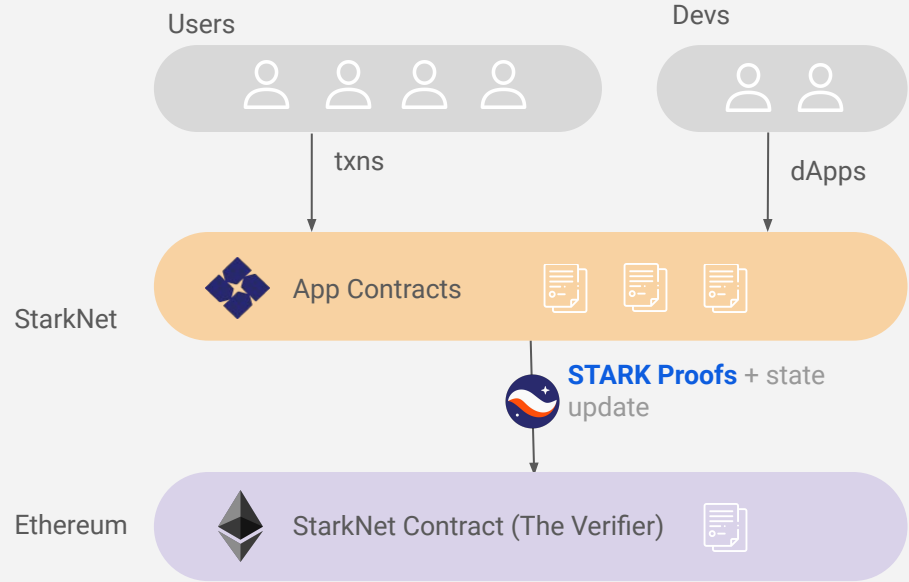 Users
Devs
txns
dApps
App Contracts
StarkNet
STARK Proofs + state
update
Ethereum
StarkNet Contract (The Verifier)